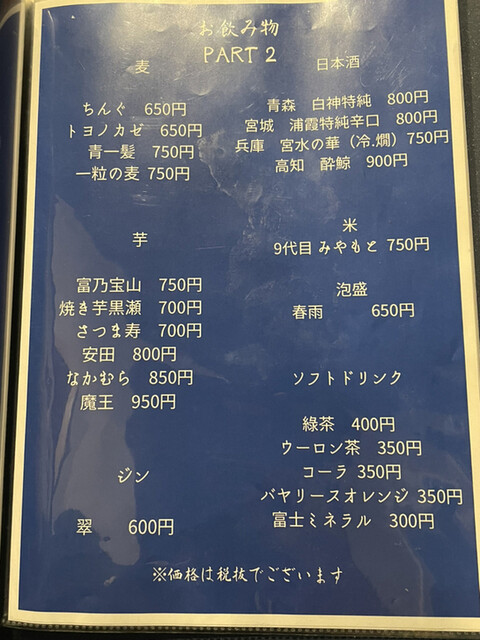 お飲み物
PART 2
麦
ちんぐ 650円
トヨノカゼ 650円
青一髪 750円
一粒の麦 750円
芋
富乃宝山 750円
焼き芋黒瀬 700円
さつま寿 700円
安田 800円
なかむら 850円
魔王 950円
ジン
翠 600円
日本酒
青森 白神特純 800円
宮城 浦霞特純辛口 800円
兵庫 宮水の華（冷.燗）750円
高知 酔鯨 900円
米
9代目 みやもと 750円
泡盛
春雨 650円
ソフトドリンク
綠茶 400円
ウーロン茶 350円
コーラ 350円
バヤリースオレンジ 350円
富士ミネラル 300円
※価格は税抜でございます